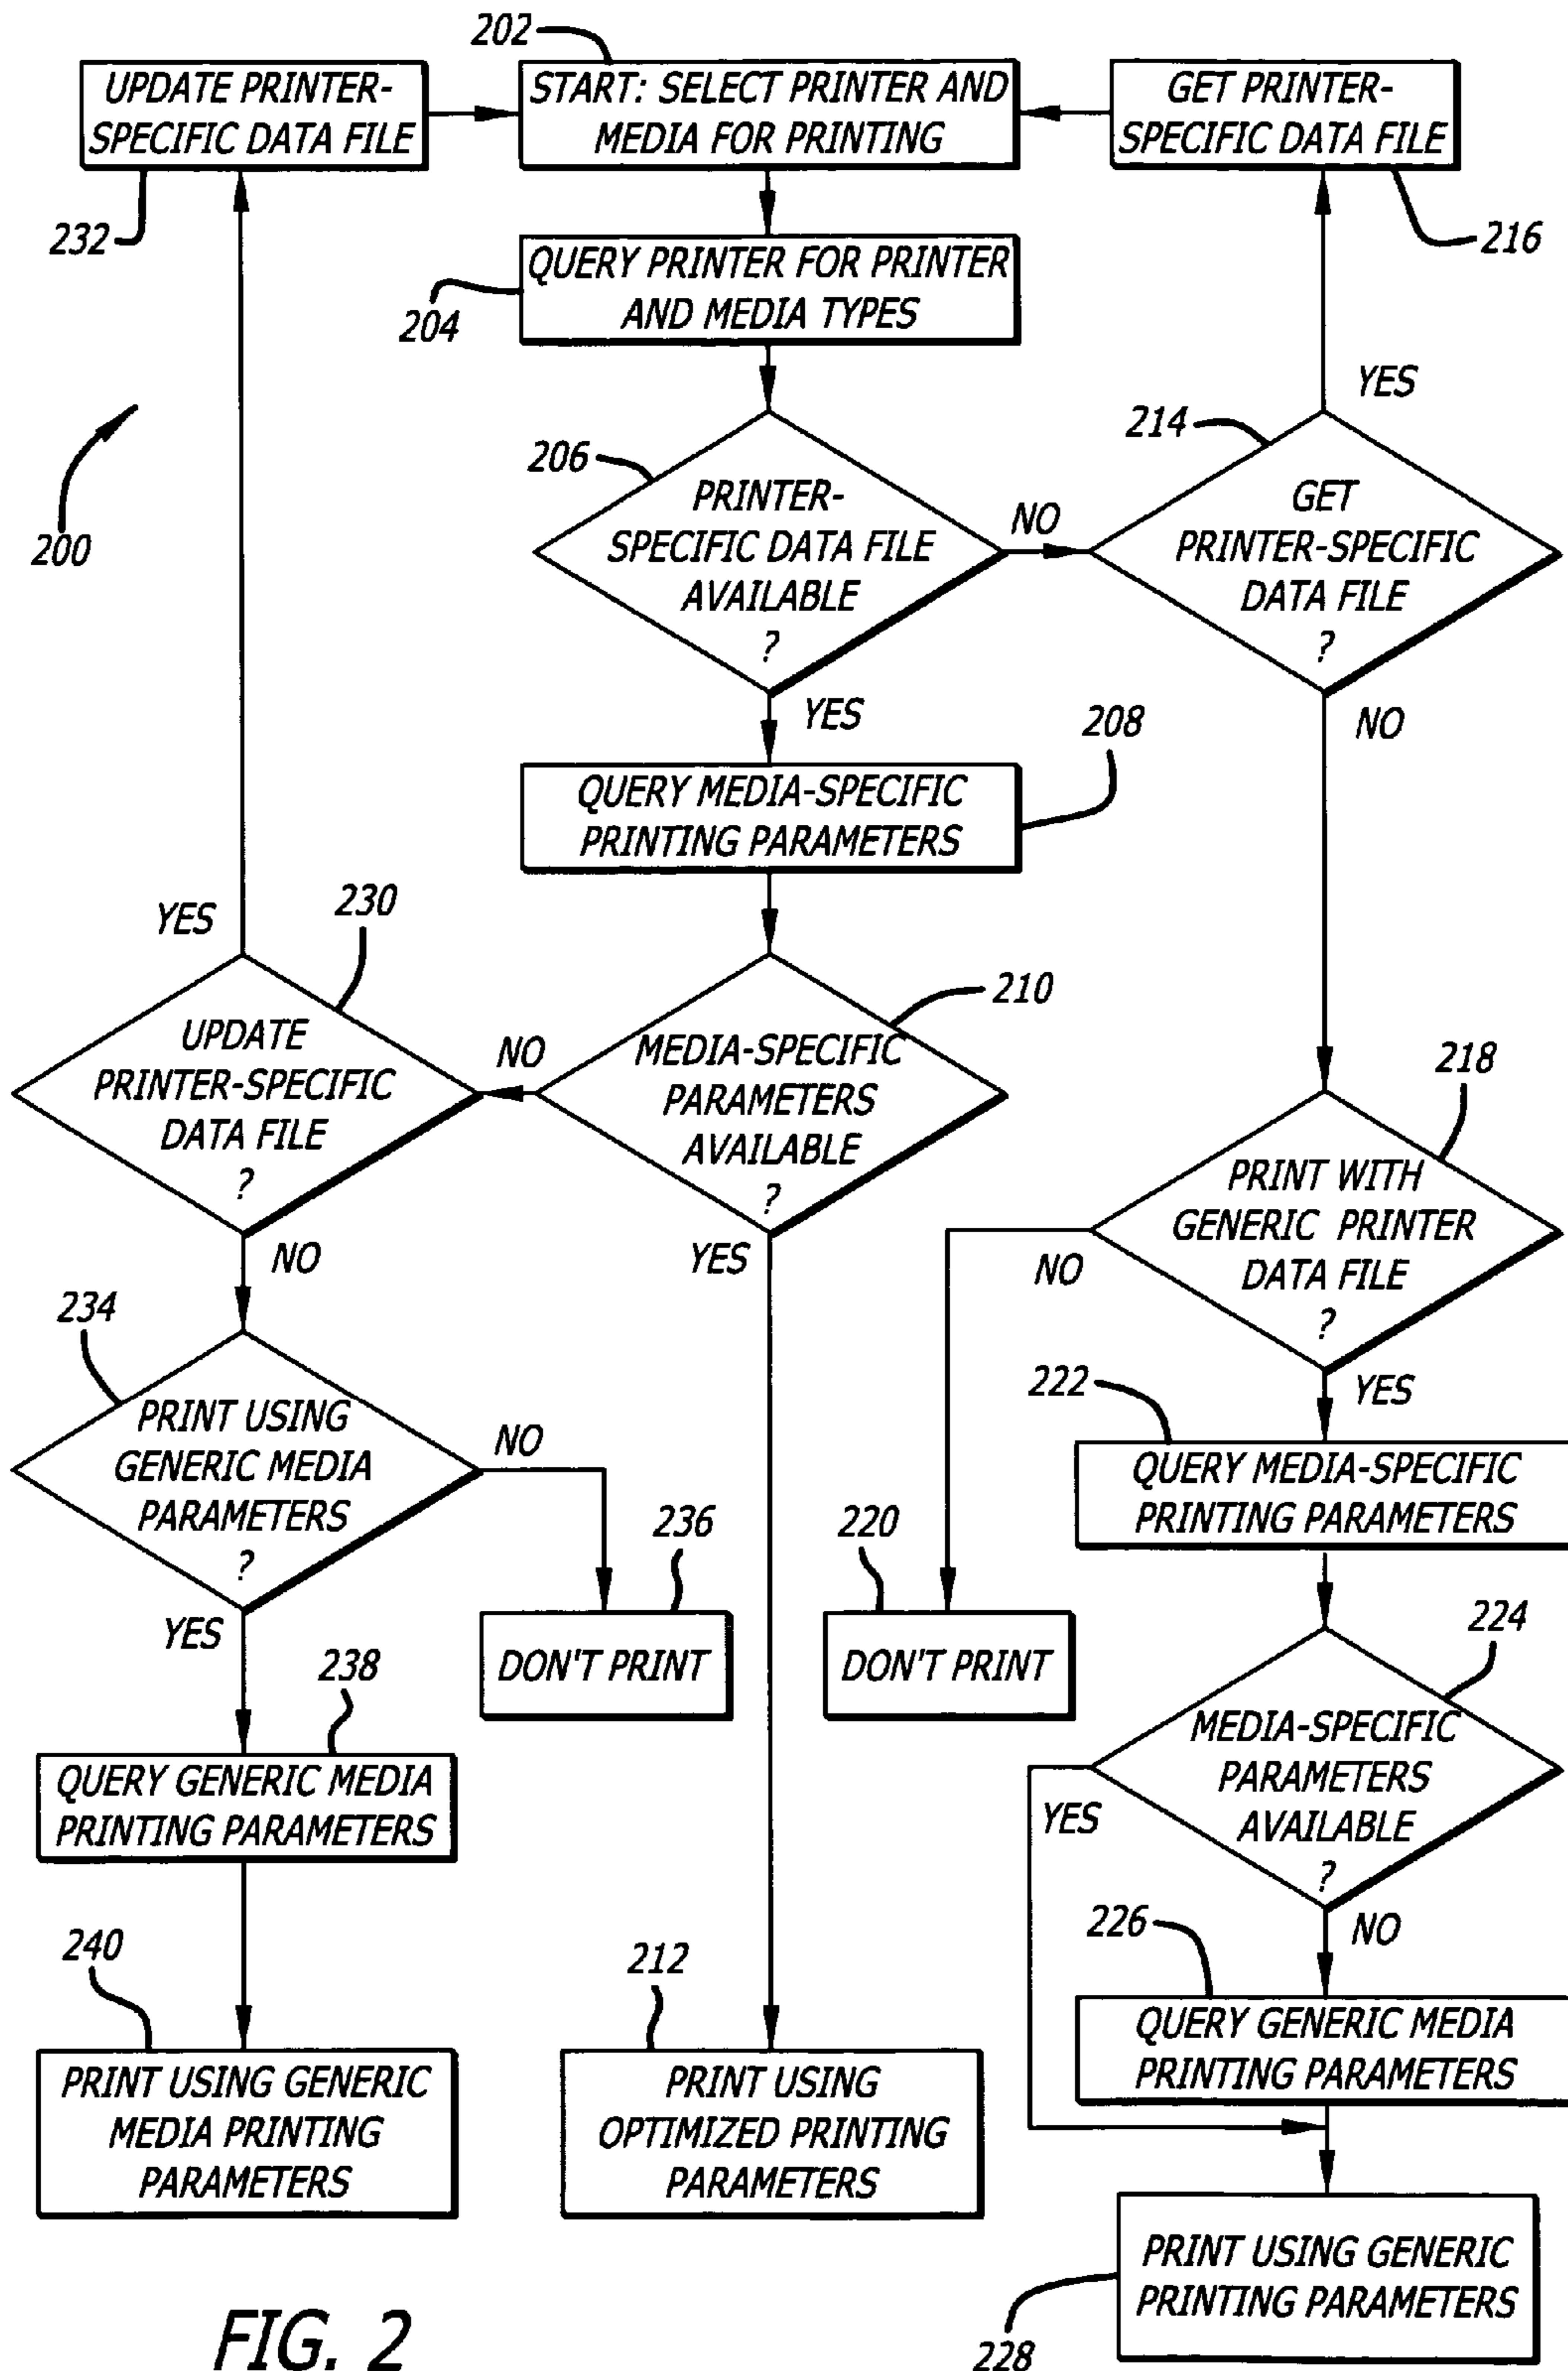 202
UPDATE PRINTER-
SPECIFIC DATA FILE
START: SELECT PRINTER AND
MEDIA FOR PRINTING
GET PRINTER-
SPECIFIC DATA FILE
232
216
QUERY PRINTER FOR PRINTER
AND MEDIA TYPES
204
YES
200
206
PRINTER-
SPECIFIC DATA FILE
AVAILABLE
?
NO
214
GET
PRINTER-SPECIFIC
DATA FILE
?
YES
NO
208
QUERY MEDIA-SPECIFIC
PRINTING PARAMETERS
YES
230
210
UPDATE
PRINTER-SPECIFIC
DATA FILE
?
NO
MEDIA-SPECIFIC
PARAMETERS
AVAILABLE
?
218
PRINT WITH
GENERIC PRINTER
DATA FILE
?
NO
YES
NO
YES
234
PRINT USING
GENERIC MEDIA
PARAMETERS
?
NO
222
QUERY MEDIA-SPECIFIC
PRINTING PARAMETERS
236
220
YES
DON'T PRINT
DON'T PRINT
224
238
QUERY GENERIC MEDIA
PRINTING PARAMETERS
MEDIA-SPECIFIC
PARAMETERS
AVAILABLE
?
YES
NO
240
212
226
QUERY GENERIC MEDIA
PRINTING PARAMETERS
PRINT USING GENERIC
MEDIA PRINTING
PARAMETERS
PRINT USING
OPTIMIZED PRINTING
PARAMETERS
PRINT USING GENERIC
PRINTING PARAMETERS
228
FIG. 2